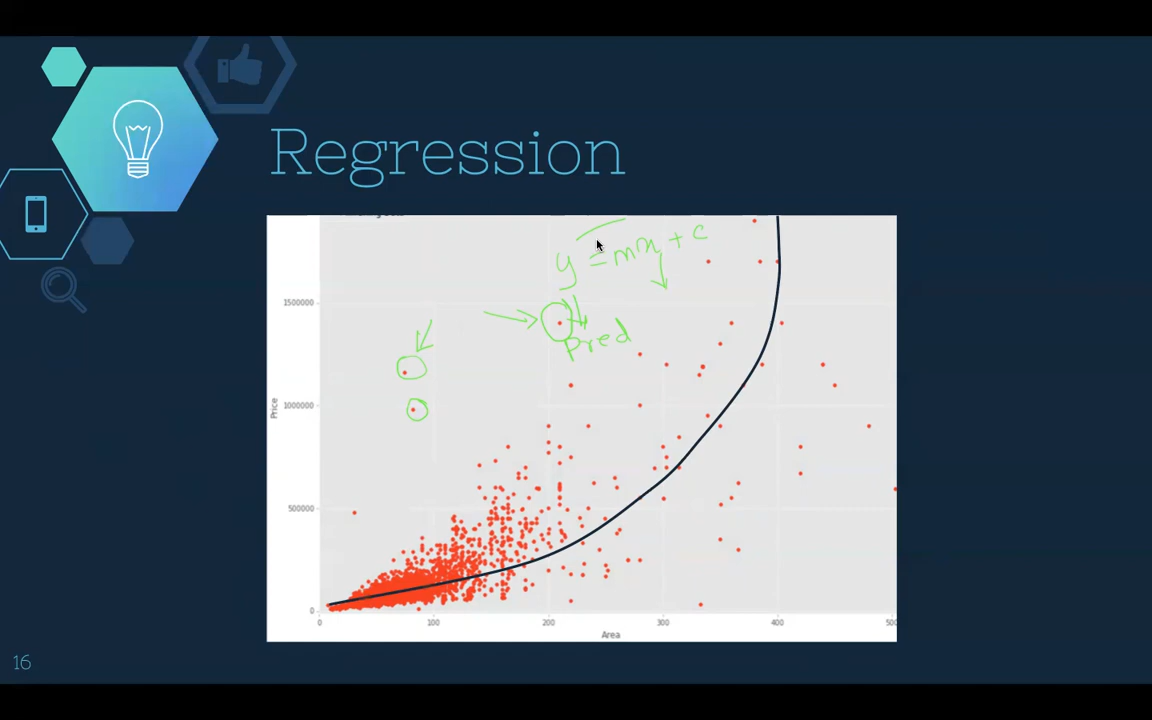 Regression
y = mx + c
pred
1500000
1000000
500000
0
Price
0 100 200 300 400 500
Area
16